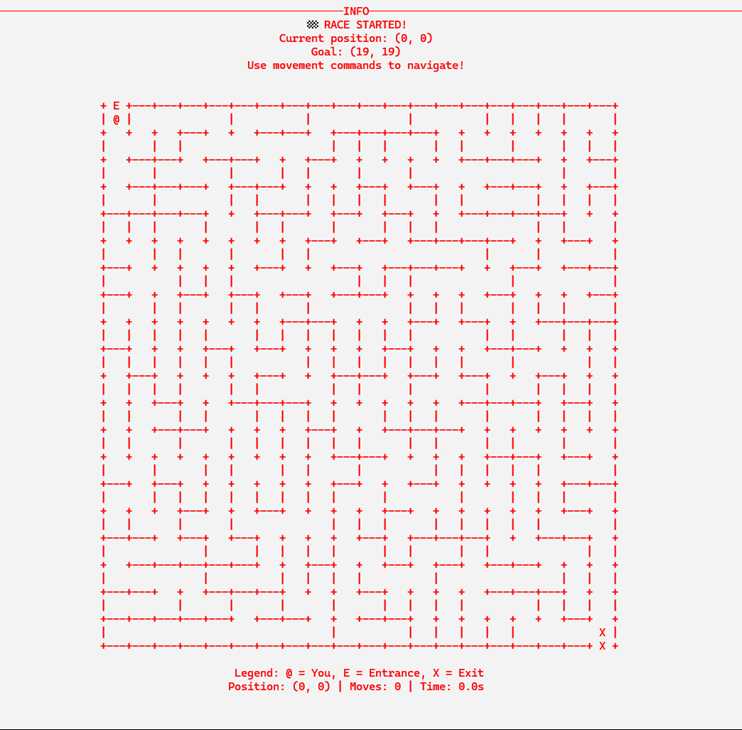 INFO
🏁 RACE STARTED!
Current position: (0, 0)
Goal: (19, 19)
Use movement commands to navigate!
E
@
X
X
Legend: @ = You, E = Entrance, X = Exit
Position: (0, 0) | Moves: 0 | Time: 0.0s